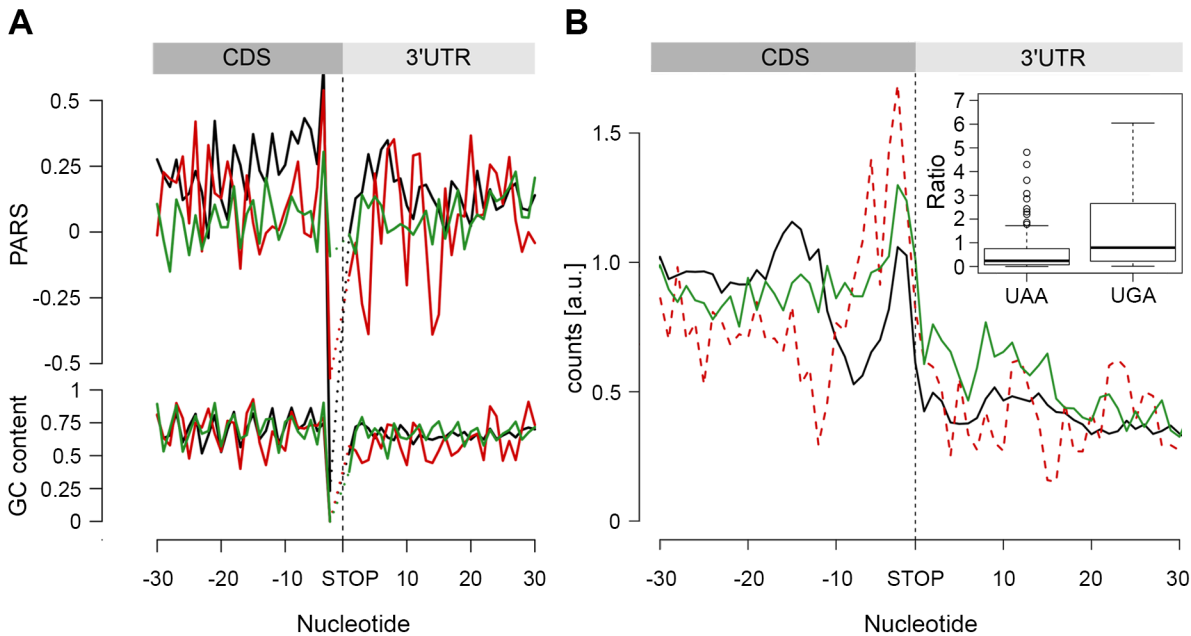 A
CDS 3'UTR
PARS
0.5
0.25
0
-0.25
-0.5
GC content
1
0.75
0.5
0.25
0
-30 -20 -10 STOP 10 20 30
Nucleotide
B
CDS 3'UTR
counts [a.u.]
1.5
1.0
0.5
0
Ratio
7
6
5
4
3
2
1
0
UAA UGA
-30 -20 -10 STOP 10 20 30
Nucleotide